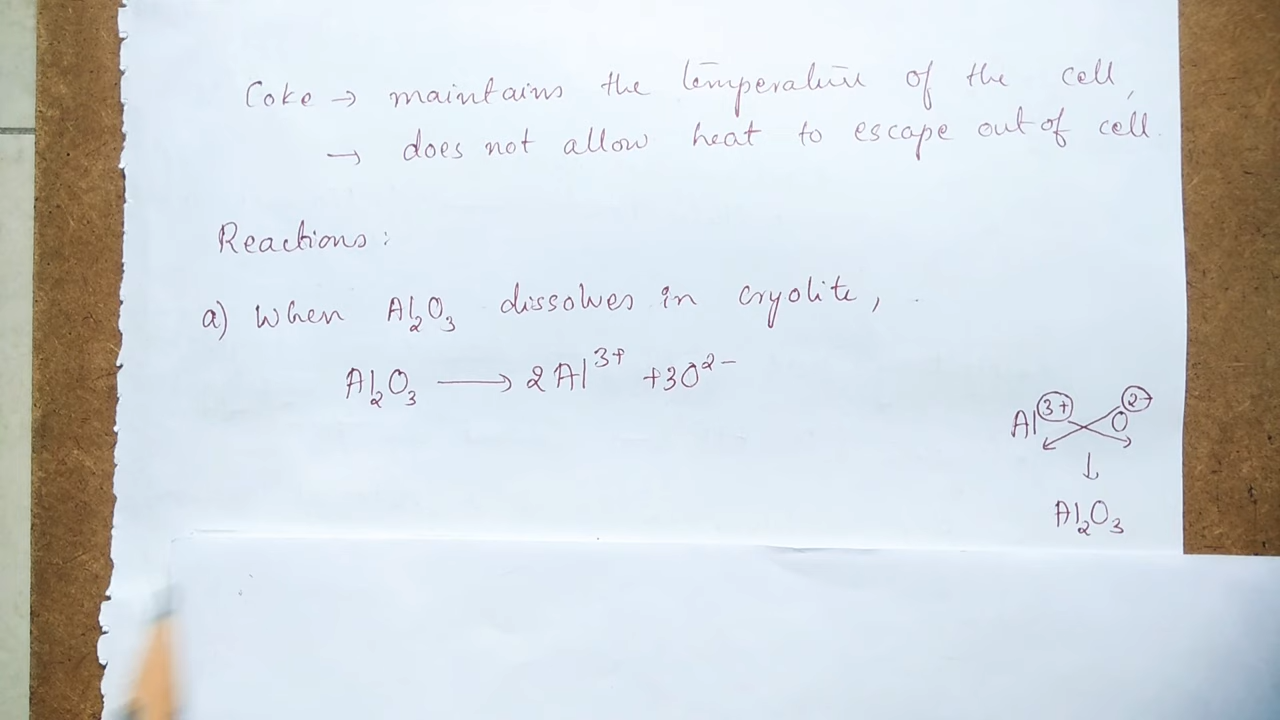 Coke → maintains the temperature of the cell,
→ does not allow heat to escape out of cell.
Reactions:
a) When Al₂O₃ dissolves in cryolite,
Al₂O₃ ⟶ 2Al³⁺ + 3O²⁻
Al³⁺ O²⁻
↓
Al₂O₃